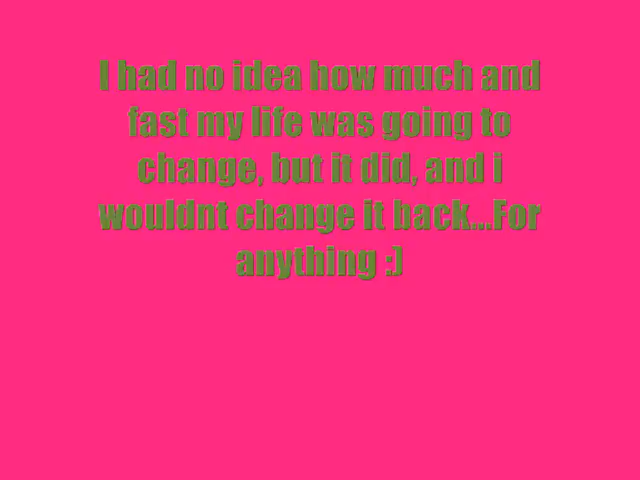 I had no idea how much and
fast my life was going to
change, but it did, and i
wouldnt change it back...For
anything :)